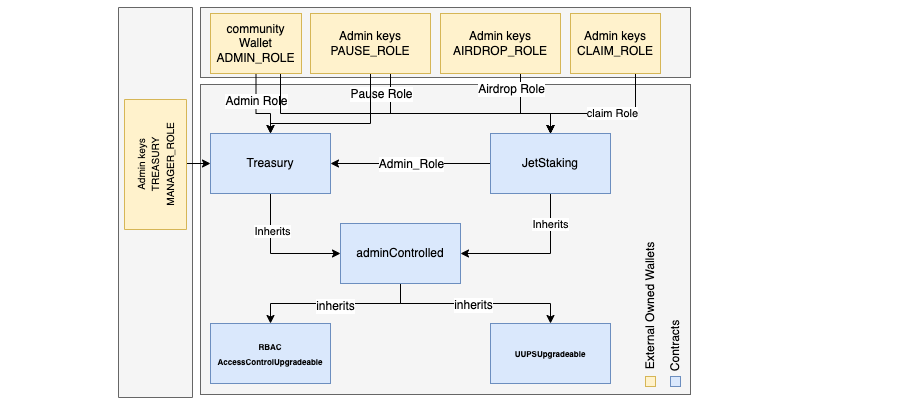 community
Wallet
ADMIN_ROLE
Admin keys
PAUSE_ROLE
Admin keys
AIRDROP_ROLE
Admin keys
CLAIM_ROLE
Admin Role
Pause Role
Airdrop Role
claim Role
Admin keys
TREASURY
MANAGER_ROLE
Treasury
Admin_Role
JetStaking
Inherits
Inherits
adminControlled
inherits
inherits
RBAC
AccessControlUpgradeable
UUPSUpgradeable
External Owned Wallets
Contracts